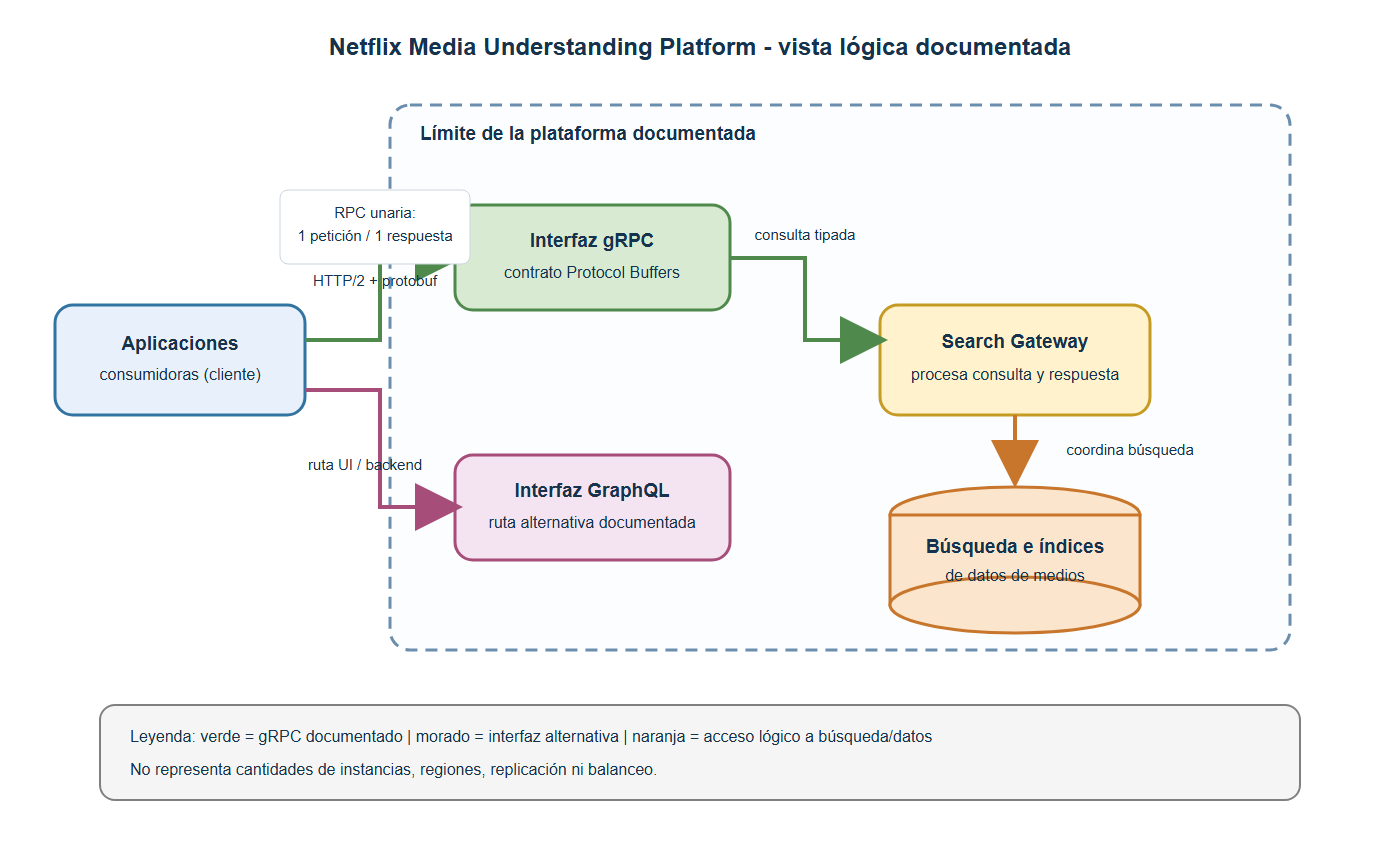 Netflix Media Understanding Platform - vista lógica documentada
Límite de la plataforma documentada
RPC unaria:
1 petición / 1 respuesta
HTTP/2 + protobuf
Interfaz gRPC
contrato Protocol Buffers
consulta tipada
Aplicaciones
consumidoras (cliente)
Search Gateway
procesa consulta y respuesta
ruta UI / backend
coordina búsqueda
Interfaz GraphQL
ruta alternativa documentada
Búsqueda e índices
de datos de medios
Leyenda: verde = gRPC documentado | morado = interfaz alternativa | naranja = acceso lógico a búsqueda/datos
No representa cantidades de instancias, regiones, replicación ni balanceo.